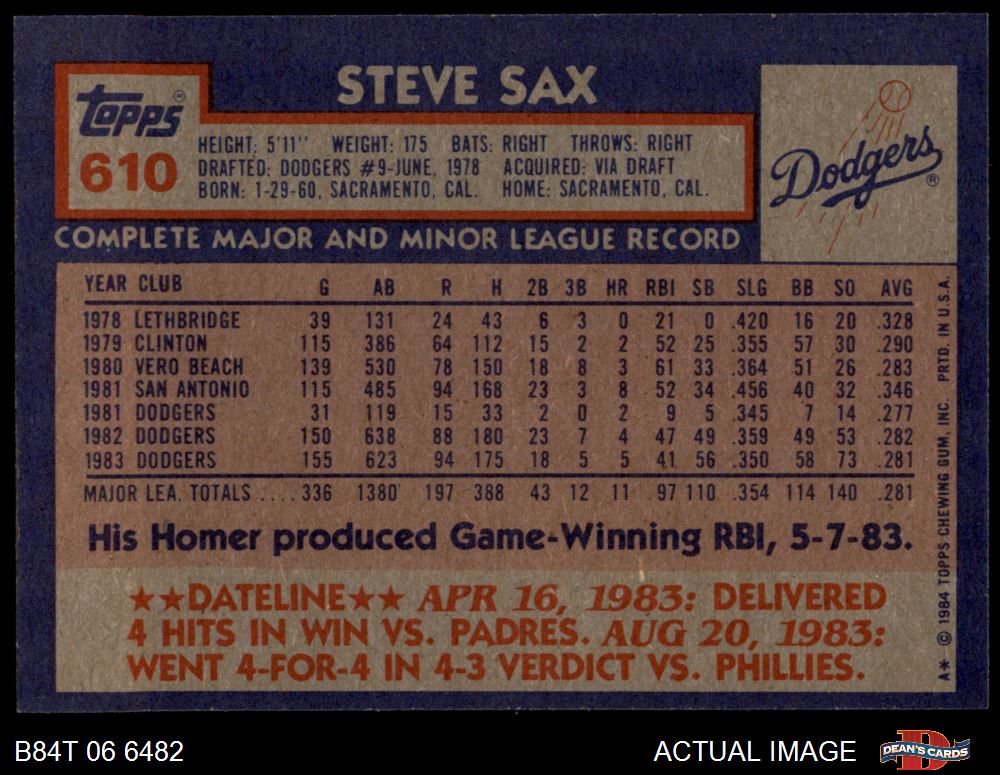 STEVE SAX
Topps®
610
HEIGHT: 5'11" WEIGHT: 175 BATS: RIGHT THROWS: RIGHT
DRAFTED: DODGERS #9-JUNE, 1978 ACQUIRED: VIA DRAFT
BORN: 1-29-60, SACRAMENTO, CAL. HOME: SACRAMENTO, CAL.
Dodgers®
COMPLETE MAJOR AND MINOR LEAGUE RECORD
YEAR CLUB G AB R H 2B 3B HR RBI SB SLG BB SO AVG
1978 LETHBRIDGE 39 131 24 43 6 3 0 21 0 .420 16 20 .328
1979 CLINTON 115 386 64 112 15 2 2 52 25 .355 57 30 .290
1980 VERO BEACH 139 530 78 150 18 8 3 61 33 .364 51 26 .283
1981 SAN ANTONIO 115 485 94 168 23 3 8 52 34 .456 40 32 .346
1981 DODGERS 31 119 15 33 2 0 2 9 5 .345 7 14 .277
1982 DODGERS 150 638 88 180 23 7 4 47 49 .359 49 53 .282
1983 DODGERS 155 623 94 175 18 5 5 41 56 .350 58 73 .281
MAJOR LEA. TOTALS .... 336 1380 197 388 43 12 11 97 110 .354 114 140 .281
His Homer produced Game-Winning RBI, 5-7-83.
★★DATELINE★★ APR 16, 1983: DELIVERED
4 HITS IN WIN VS. PADRES. AUG 20, 1983:
WENT 4-FOR-4 IN 4-3 VERDICT VS. PHILLIES.
A* © 1984 TOPPS CHEWING GUM, INC. PRTD. IN U.S.A.
B84T 06 6482
ACTUAL IMAGE
D
DEAN'S CARDS